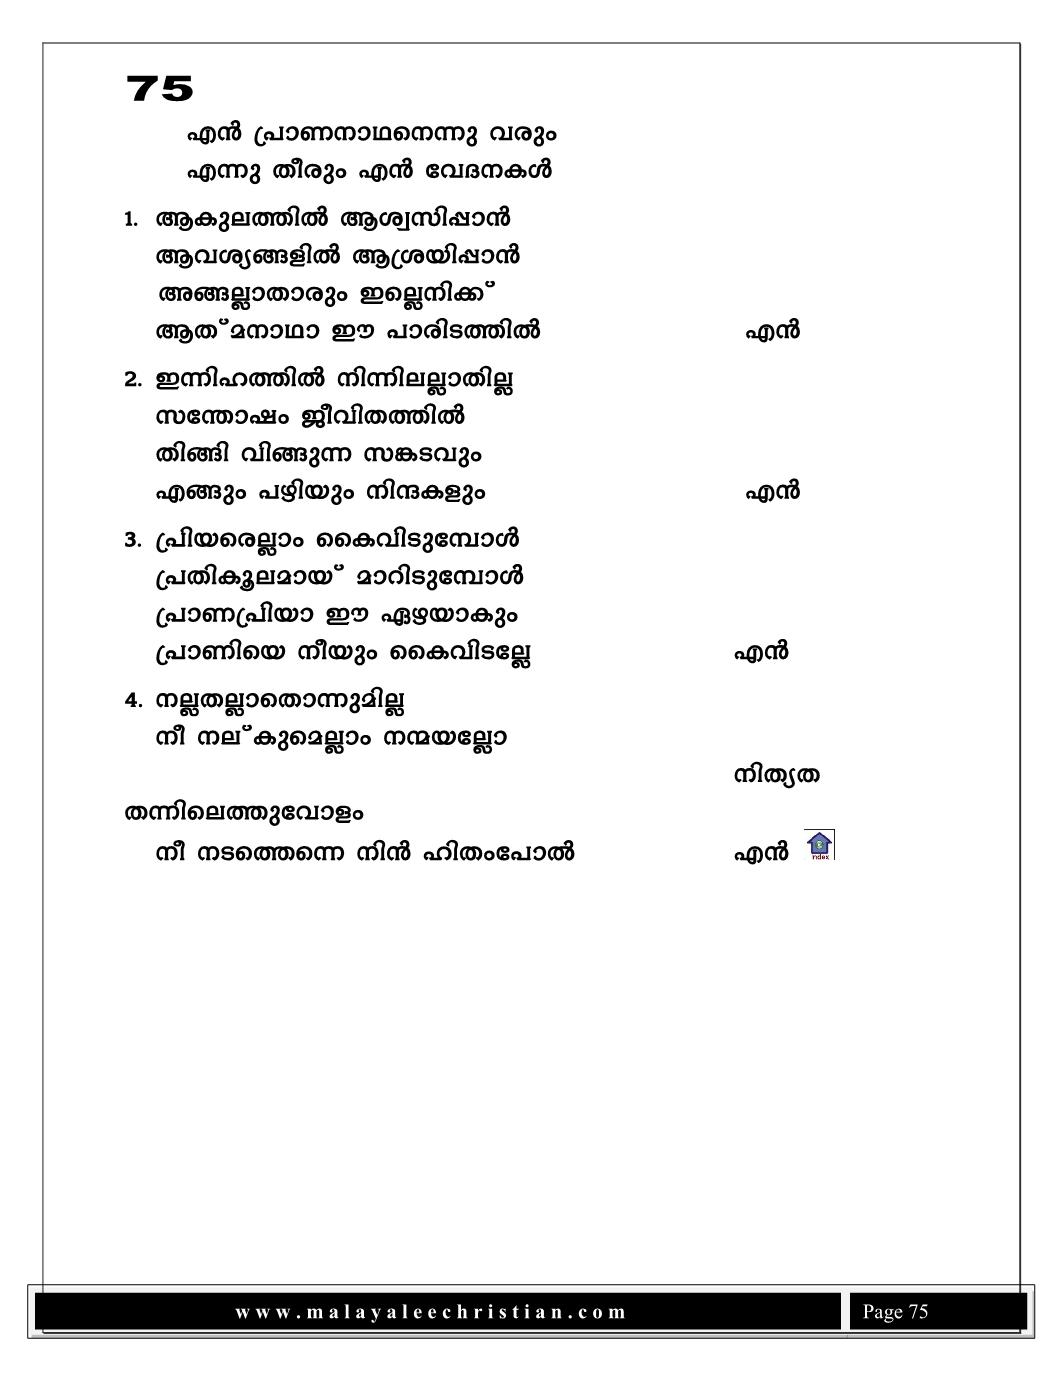 75
എൻ പ്രാണനാഥനെന്നു വരും
എന്നു തീരും എൻ വേദനകൾ
1. ആകുലത്തിൽ ആശ്വസിപ്പാൻ
ആവശ്യങ്ങളിൽ ആശ്രയിപ്പാൻ
അങ്ങല്ലാതാരും ഇല്ലെനിക്ക്
ആത്മനാഥാ ഈ പാരിടത്തിൽ എൻ
2. ഇന്നിഹത്തിൽ നിന്നിലല്ലാതില്ല
സന്തോഷം ജീവിതത്തിൽ
തിങ്ങി വിങ്ങുന്ന സങ്കടവും
എങ്ങും പഴിയും നിന്ദകളും എൻ
3. പ്രിയരെല്ലാം കൈവിടുമ്പോൾ
പ്രതികൂലമായ് മാറിടുമ്പോൾ
പ്രാണപ്രിയാ ഈ ഏഴയാകും
പ്രാണിയെ നീയും കൈവിടല്ലേ എൻ
4. നല്ലതല്ലാതൊന്നുമില്ല
നീ നല്കുമെല്ലാം നന്മയല്ലോ
നിത്യത
തന്നിലെത്തുവോളം
നീ നടത്തെന്നെ നിൻ ഹിതംപോൽ എൻ index
www.malayaleechristian.com Page 75